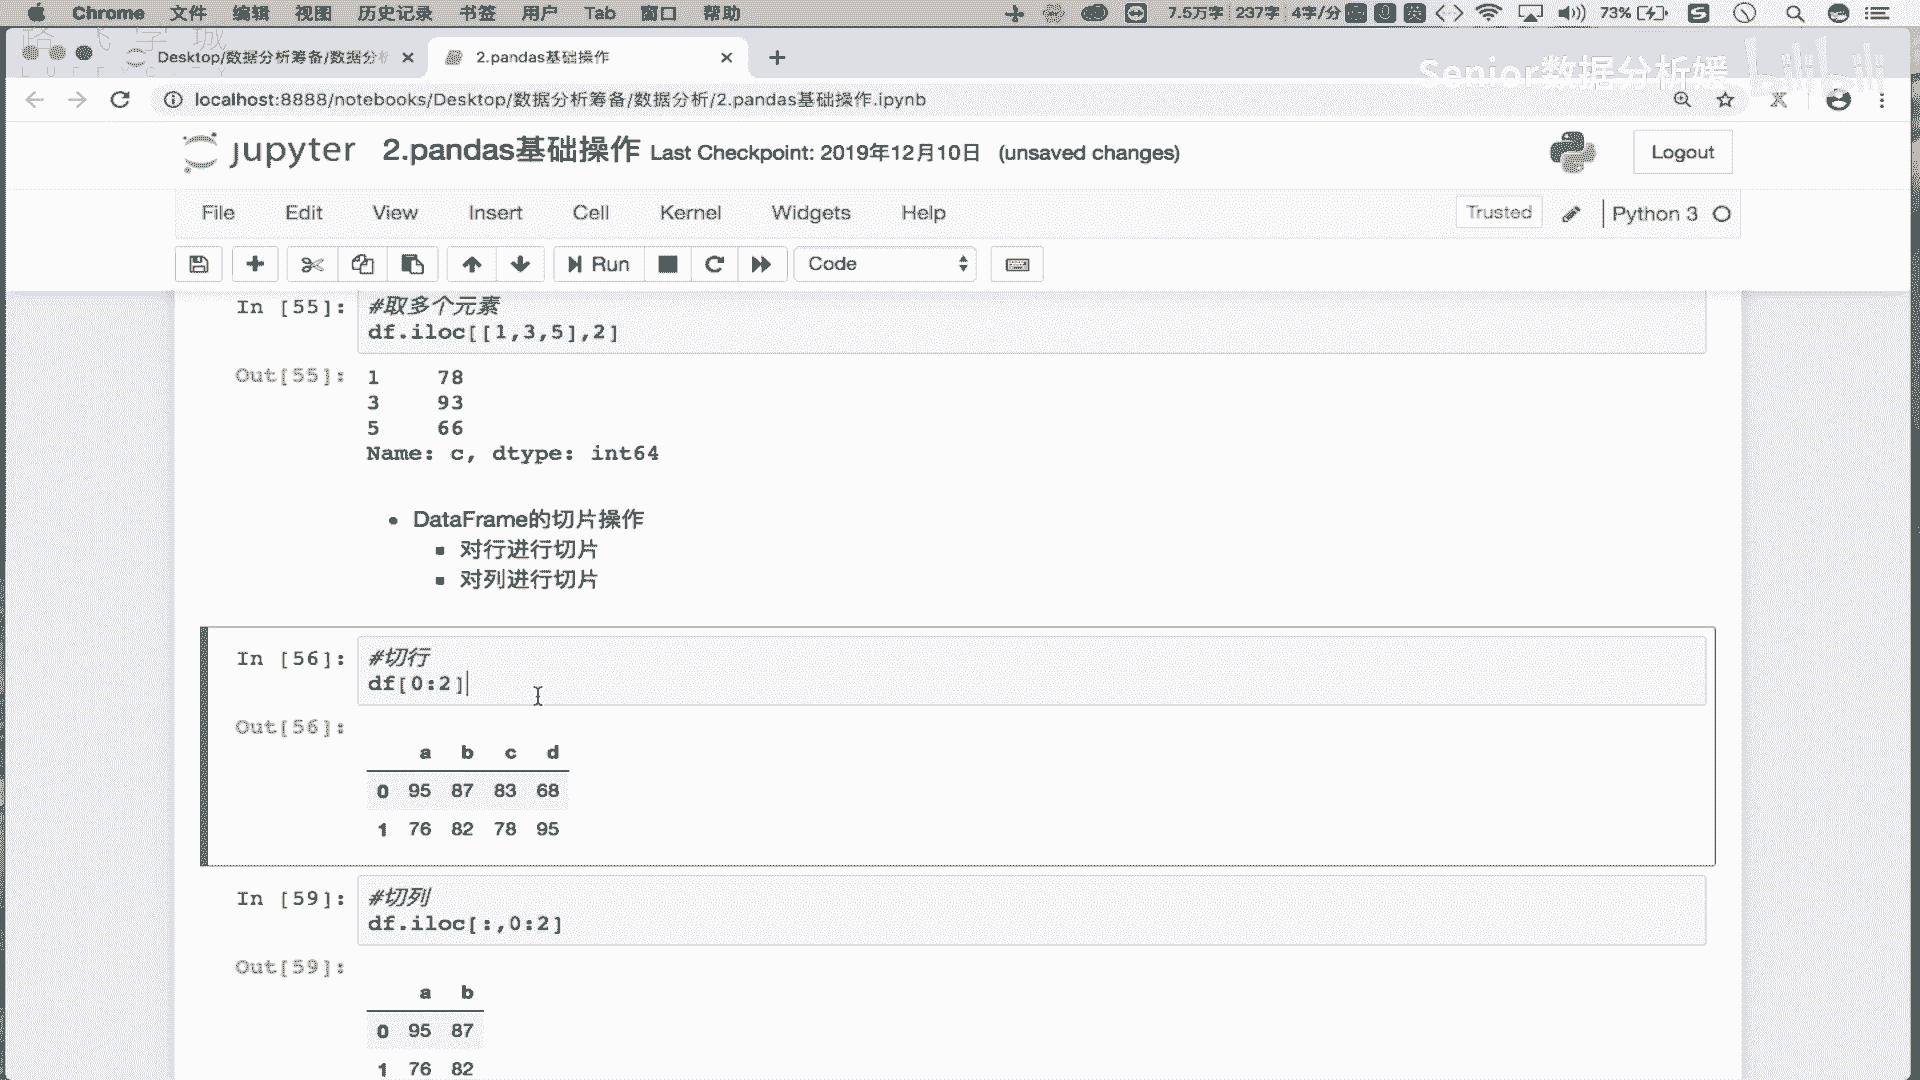 Chrome 文件 编辑 视图 历史记录 书签 用户 Tab 窗口 帮助 7.5万字 237字 4字/分 英 73%
Desktop/数据分析筹备/数据分析 2.pandas基础操作
Senior数据分析媛 bilibili
localhost:8888/notebooks/Desktop/数据分析筹备/数据分析/2.pandas基础操作.ipynb
jupyter 2.pandas基础操作 Last Checkpoint: 2019年12月10日 (unsaved changes) Logout
File Edit View Insert Cell Kernel Widgets Help Trusted Python 3
Run Code
In [55]: #取多个元素
df.iloc[[1,3,5],2]
Out[55]: 1 78
3 93
5 66
Name: c, dtype: int64
DataFrame的切片操作
对行进行切片
对列进行切片
In [56]: #切行
df[0:2]
Out[56]:
a b c d
0 95 87 83 68
1 76 82 78 95
In [59]: #切列
df.iloc[:,0:2]
Out[59]:
a b
0 95 87
1 76 82